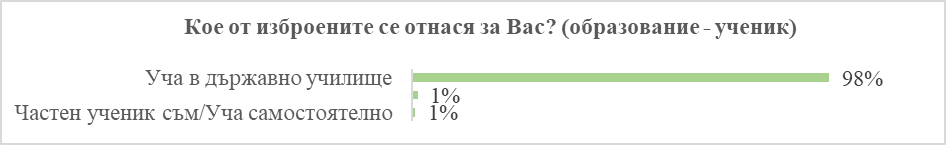 Кое от изброените се отнася за Вас? (образование - ученик)
Уча в държавно училище 98%
1%
Частен ученик съм/Уча самостоятелно 1%